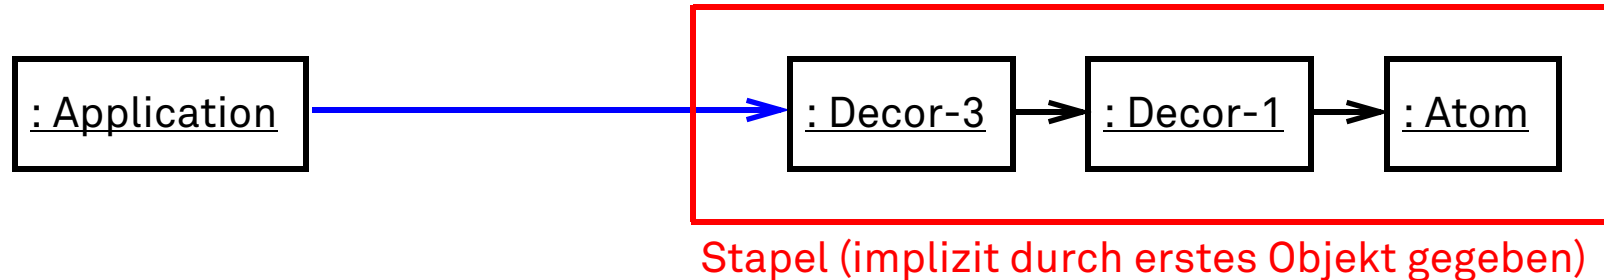 : Application
: Decor-3
: Decor-1
: Atom
Stapel (implizit durch erstes Objekt gegeben)